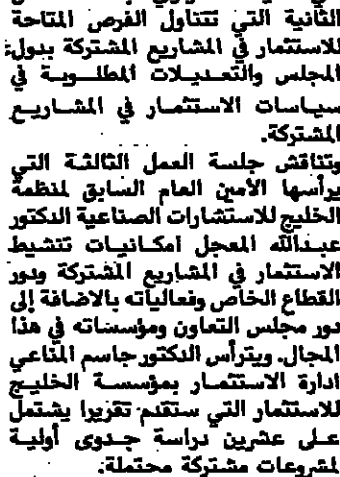 الثانية التي تتناول الفرص المتاحة
للاستثمار في المشاريع المشتركة بدول
المجلس والتعديلات المطلوبة في
سياسات الاستثمار في المشاريع
المشتركة.
وتناقش جلسة العمل الثالثة التي
يرأسها الأمين العام السابق لمنظمة
الخليج للاستشارات الصناعية الدكتور
عبدالله المعجل امكانيات تنشيط
الاستثمار في المشاريع المشتركة ودور
القطاع الخاص وفعالياته بالاضافة إلى
دور مجلس التعاون ومؤسساته في هذا
المجال. ويترأس الدكتور جاسم المناعي
ادارة الاستثمار بمؤسسة الخليج
للاستثمار التي ستقدم تقريرا يشتمل
على عشرين دراسة جدوى أولية
لمشروعات مشتركة محتملة.